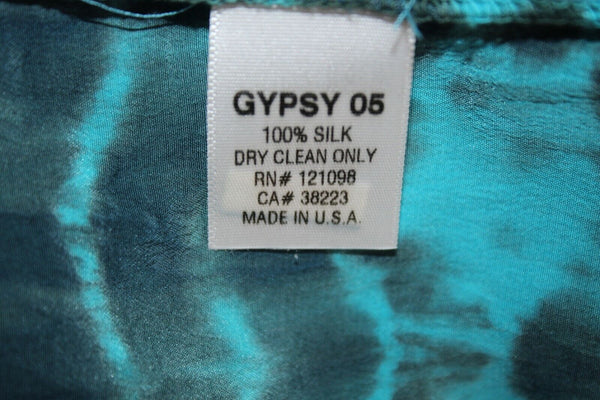 GYPSY 05
100% SILK
DRY CLEAN ONLY
RN# 121098
CA# 38223
MADE IN U.S.A.